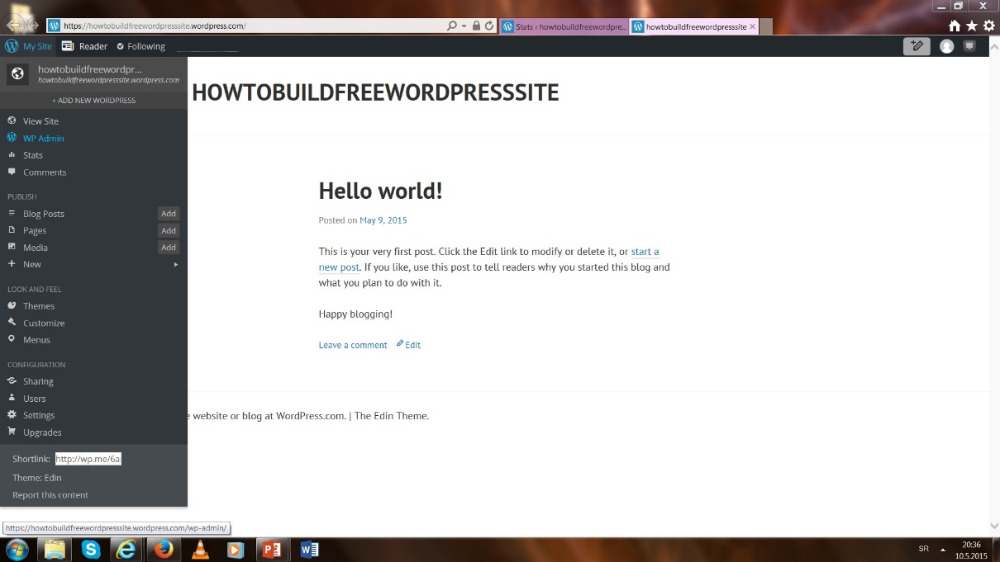 https://howtobuildfreewordpresssite.wordpress.com/
Stats ‹ howtobuildfreewordpre...
howtobuildfreewordpresssite
My Site
Reader
Following
howtobuildfreewordpr...
howtobuildfreewordpresssite.wordpress.com
+ ADD NEW WORDPRESS
View Site
WP Admin
Stats
Comments
PUBLISH
Blog Posts Add
Pages Add
Media Add
New
LOOK AND FEEL
Themes
Customize
Menus
CONFIGURATION
Sharing
Users
Settings
Upgrades
Shortlink: http://wp.me/6a
Theme: Edin
Report this content
HOWTOBUILDFREEWORDPRESSSITE
Hello world!
Posted on May 9, 2015
This is your very first post. Click the Edit link to modify or delete it, or start a
new post. If you like, use this post to tell readers why you started this blog and
what you plan to do with it.
Happy blogging!
Leave a comment Edit
e website or blog at WordPress.com. | The Edin Theme.
https://howtobuildfreewordpresssite.wordpress.com/wp-admin/
SR
20:36
10.5.2015